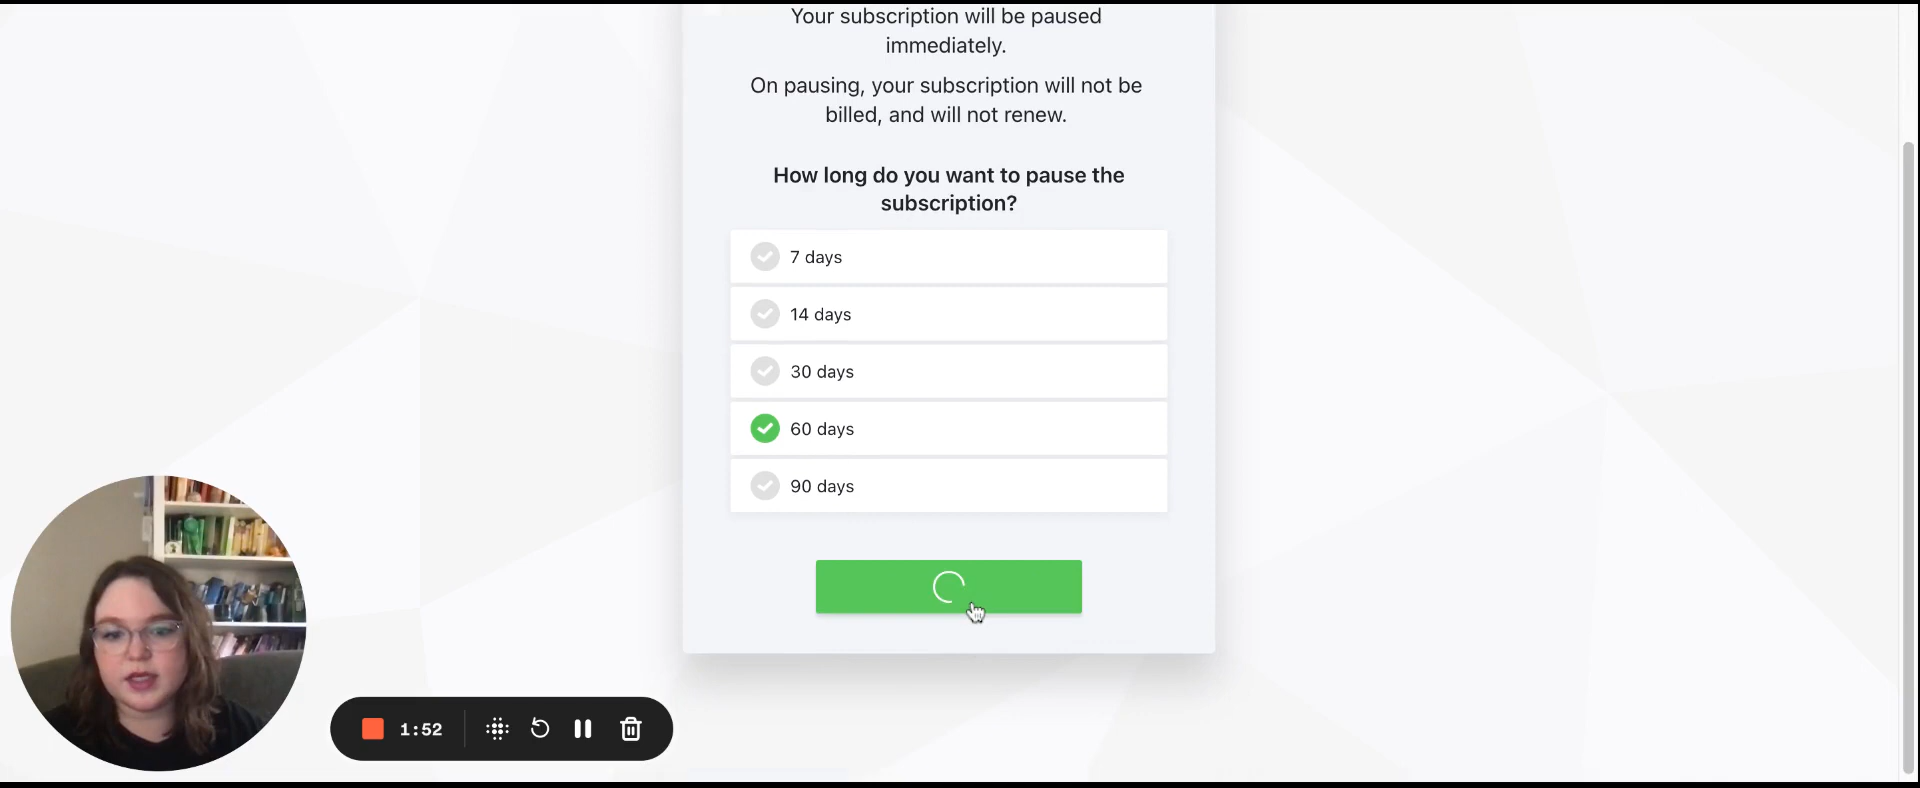 Your subscription will be paused
immediately.
On pausing, your subscription will not be
billed, and will not renew.
How long do you want to pause the
subscription?
7 days
14 days
30 days
60 days
90 days
1:52